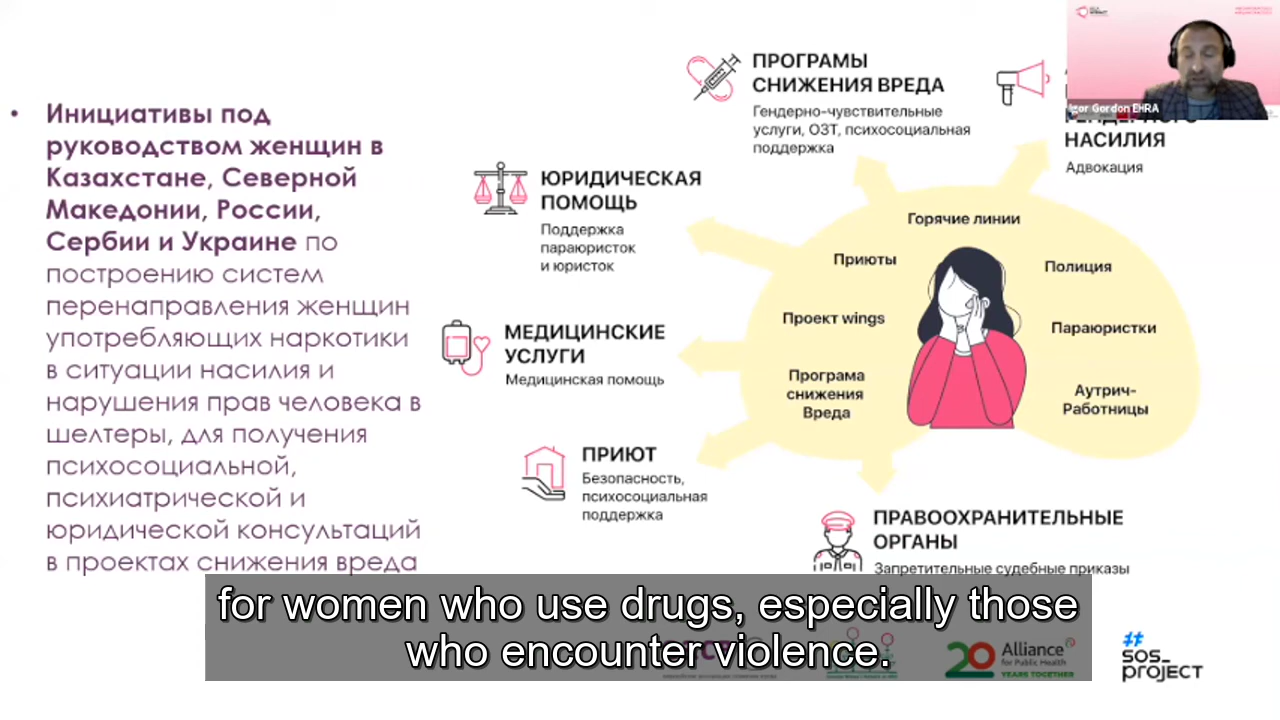 • Инициативы под
руководством женщин в
Казахстане, Северной
Македонии, России,
Сербии и Украине по
построению систем
перенаправления женщин
употребляющих наркотики
в ситуации насилия и
нарушения прав человека в
шелтеры, для получения
психосоциальной,
психиатрической и
юридической консультаций
в проектах снижения вреда
ПРОГРАМЫ
СНИЖЕНИЯ ВРЕДА
Гендерно-чувствительные
услуги, ОЗТ, психосоциальная
поддержка
НАСИЛИЯ
Адвокация
Igor Gordon EHRA
ЮРИДИЧЕСКАЯ
ПОМОЩЬ
Поддержка
параюристок
и юристок
МЕДИЦИНСКИЕ
УСЛУГИ
Медицинская помощь
ПРИЮТ
Безопасность,
психосоциальная
поддержка
ПРАВООХРАНИТЕЛЬНЫЕ
ОРГАНЫ
Запретительные судебные приказы
Горячие линии
Приюты
Полиция
Проект wings
Параюристки
Програма
снижения
Вреда
Аутрич-
Работницы
for women who use drugs, especially those
who encounter violence.
20 Alliance
for Public Health
YEARS TOGETHER
#
SOS_
PROJECT